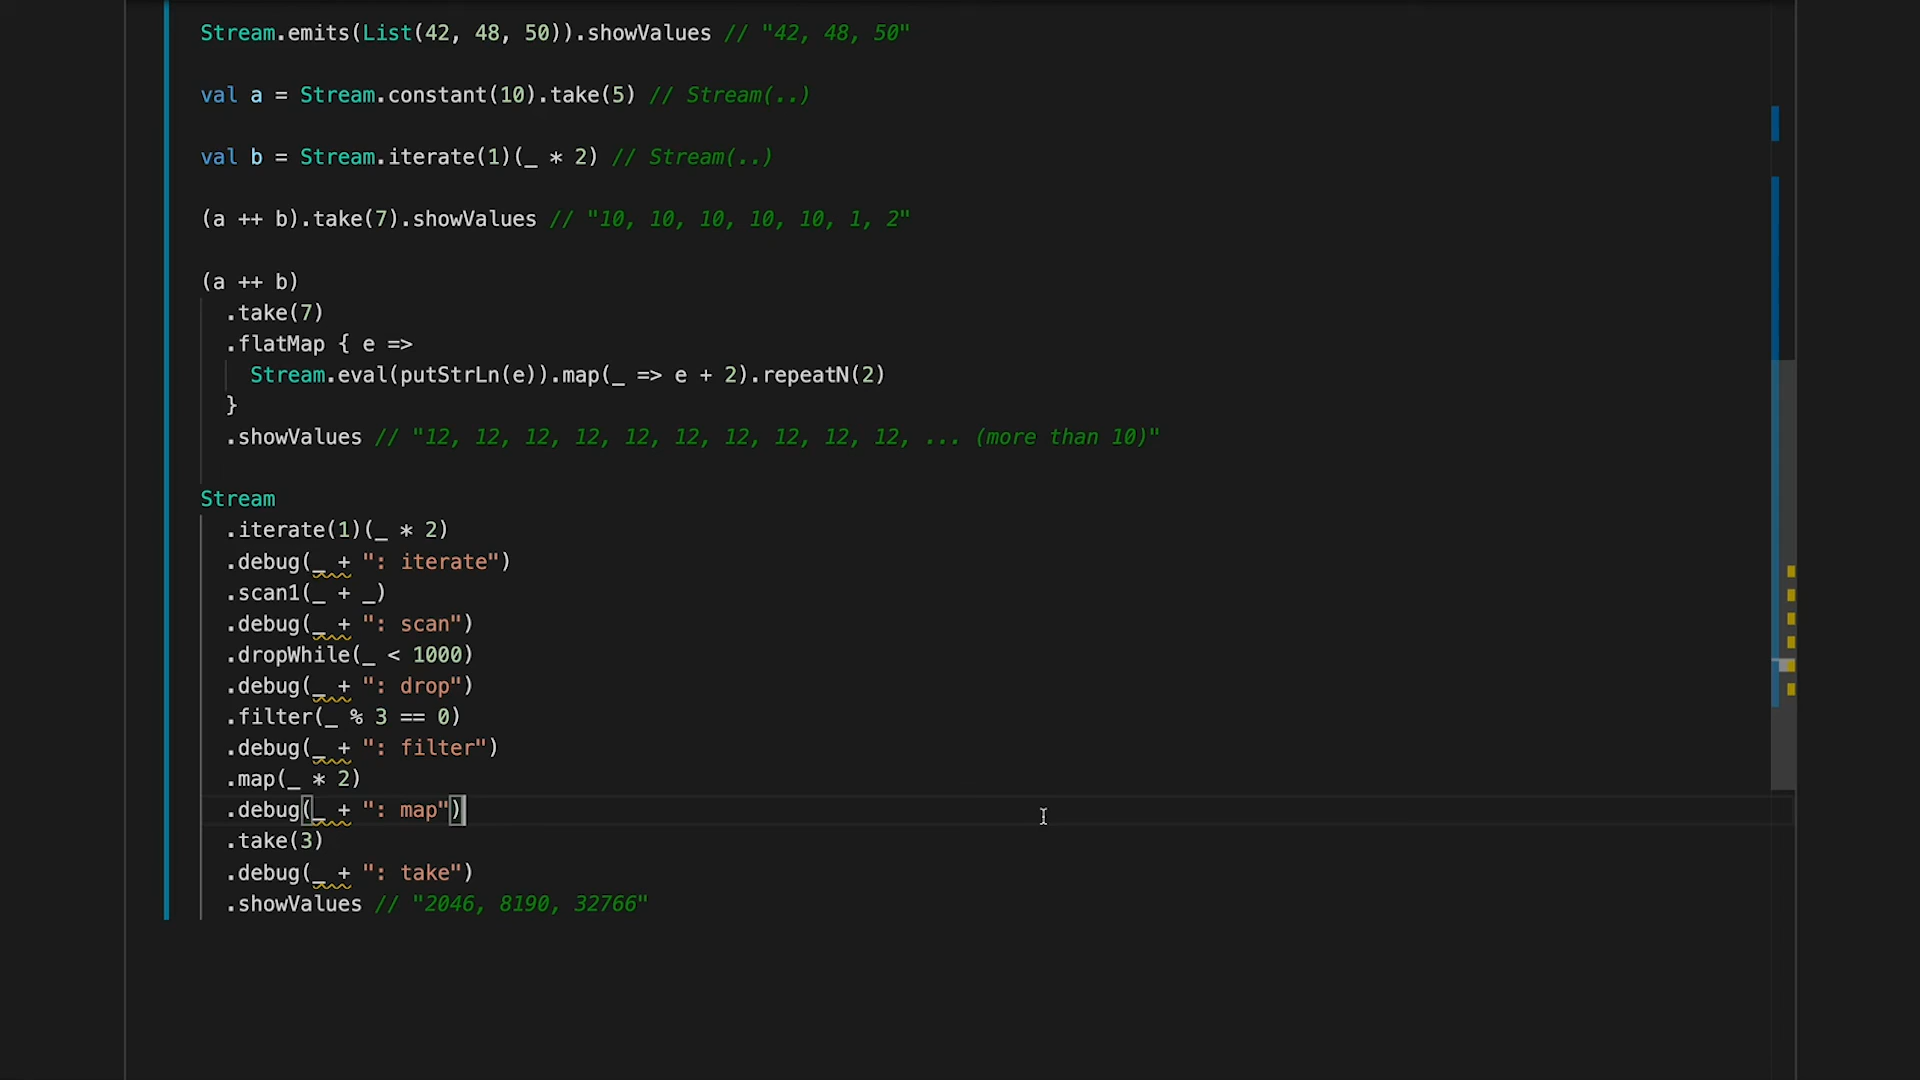 Stream.emits(List(42, 48, 50)).showValues // "42, 48, 50"
val a = Stream.constant(10).take(5) // Stream(..)
val b = Stream.iterate(1)(_ * 2) // Stream(..)
(a ++ b).take(7).showValues // "10, 10, 10, 10, 10, 1, 2"
(a ++ b)
.take(7)
.flatMap { e =>
Stream.eval(putStrLn(e)).map(_ => e + 2).repeatN(2)
}
.showValues // "12, 12, 12, 12, 12, 12, 12, 12, 12, 12, ... (more than 10)"
Stream
.iterate(1)(_ * 2)
.debug(_ + ": iterate")
.scan1(_ + _)
.debug(_ + ": scan")
.dropWhile(_ < 1000)
.debug(_ + ": drop")
.filter(_ % 3 == 0)
.debug(_ + ": filter")
.map(_ * 2)
.debug(_ + ": map")
.take(3)
.debug(_ + ": take")
.showValues // "2046, 8190, 32766"